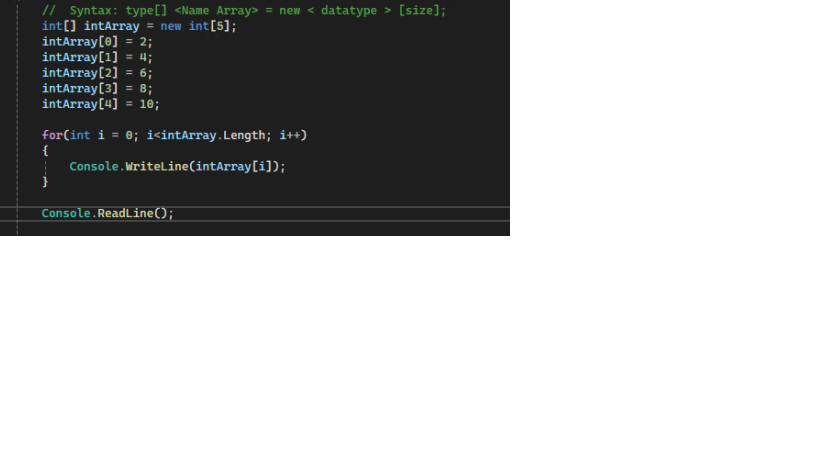 //  Syntax: type[] <Name Array> = new < datatype > [size];
int[] intArray = new int[5];
intArray[0] = 2;
intArray[1] = 4;
intArray[2] = 6;
intArray[3] = 8;
intArray[4] = 10;
for(int i = 0; i<intArray.Length; i++)
{
    Console.WriteLine(intArray[i]);
}
Console.ReadLine();